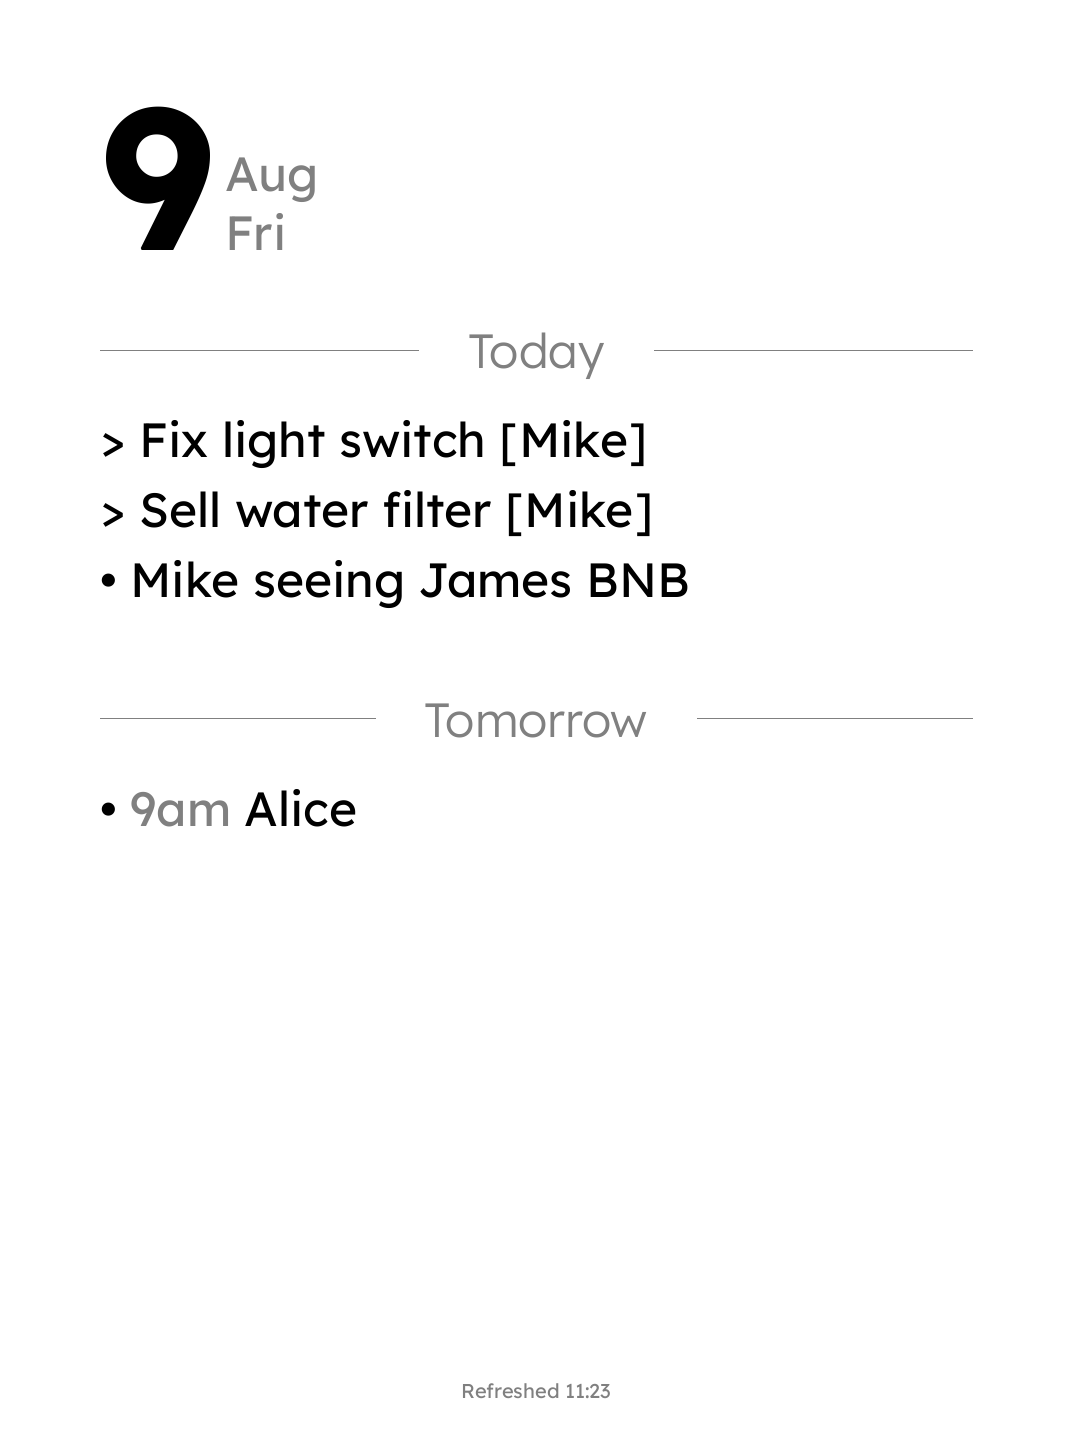 9
Aug
Fri
Today
> Fix light switch [Mike]
> Sell water filter [Mike]
• Mike seeing James BNB
Tomorrow
• 9am Alice
Refreshed 11:23